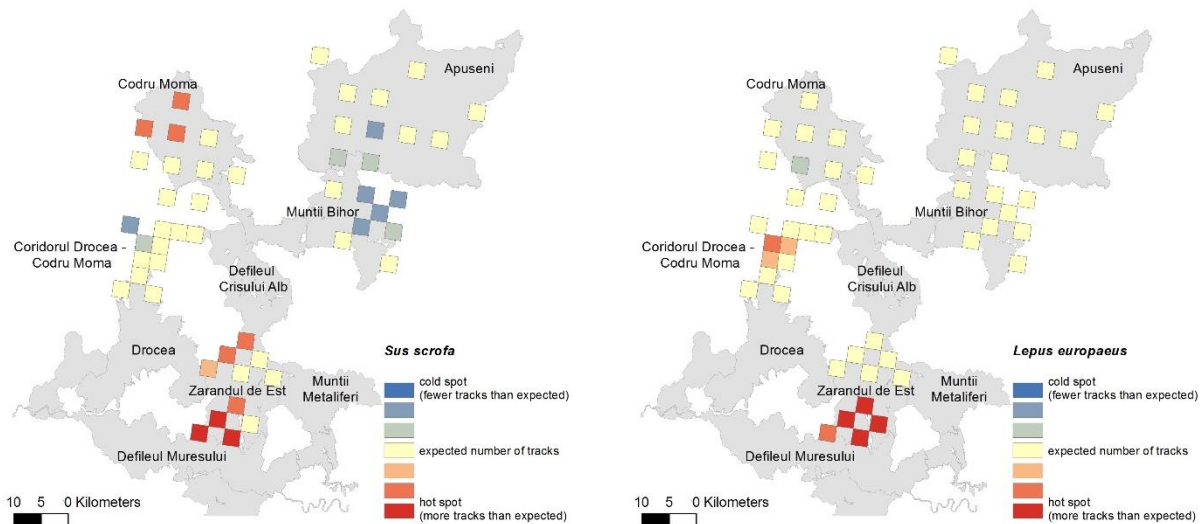 Codru Moma
Apuseni
Muntii Bihor
Coridorul Drocea -
Codru Moma
Defileul
Crisului Alb
Drocea
Sus scrofa
Zarandul de Est
Muntii
Metaliferi
Defileul Muresului
cold spot
(fewer tracks than expected)
expected number of tracks
hot spot
(more tracks than expected)
10 5 0 Kilometers
Codru Moma
Apuseni
Muntii Bihor
Coridorul Drocea -
Codru Moma
Defileul
Crisului Alb
Drocea
Lepus europaeus
Zarandul de Est
Muntii
Metaliferi
Defileul Muresului
cold spot
(fewer tracks than expected)
expected number of tracks
hot spot
(more tracks than expected)
10 5 0 Kilometers